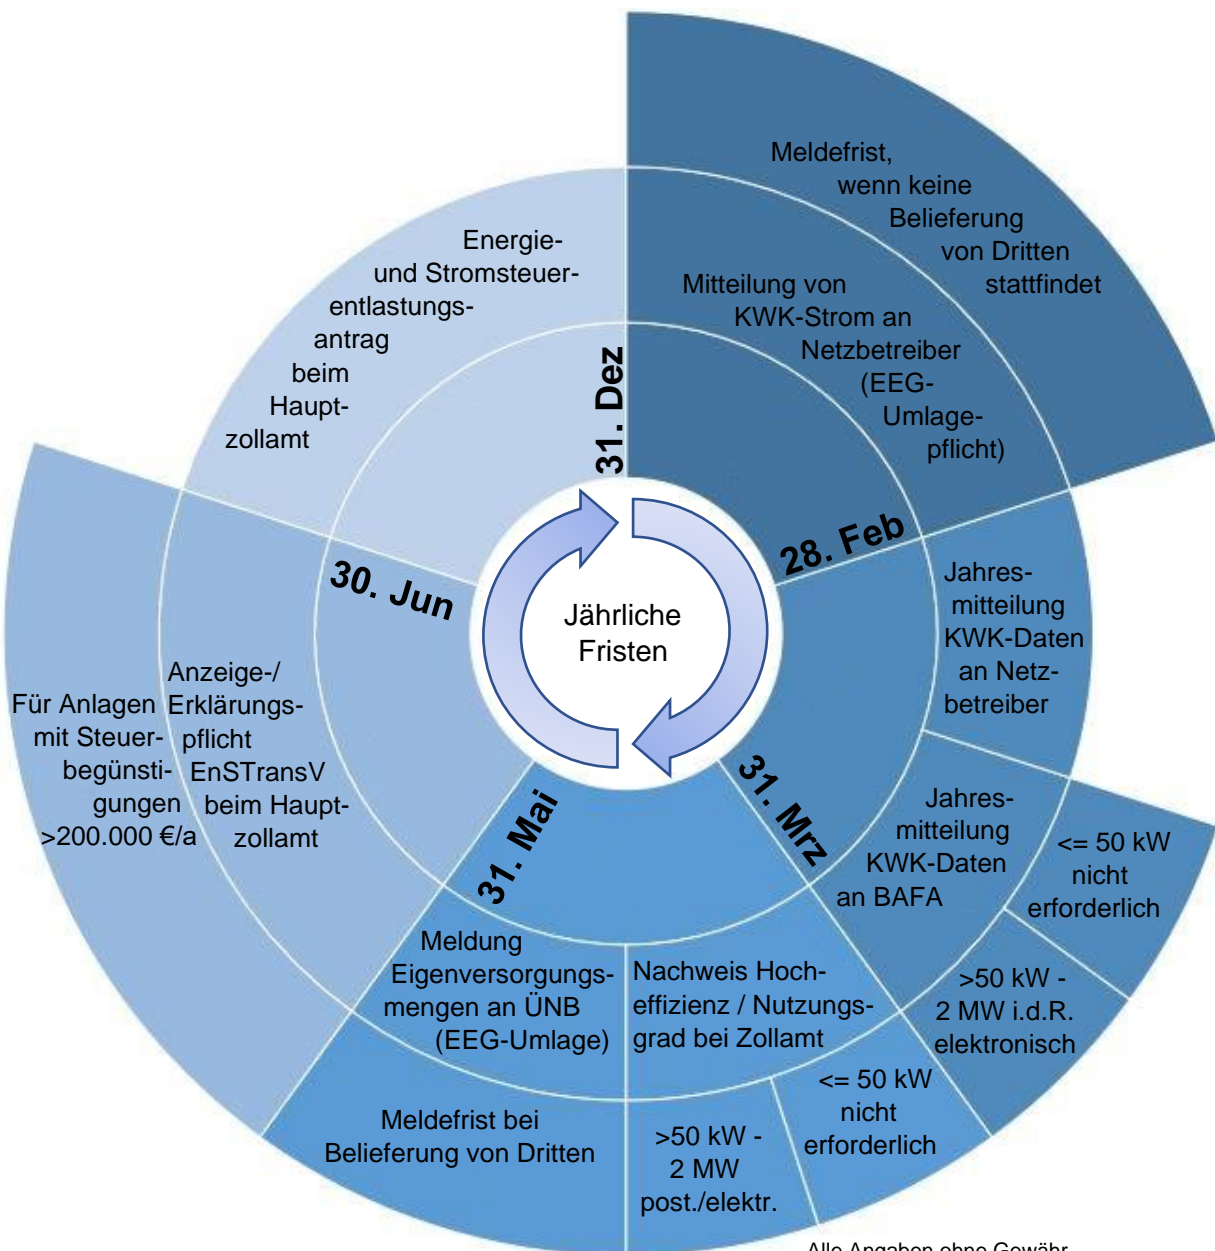 Jährliche
Fristen
31. Dez
28. Feb
31. Mrz
31. Mai
30. Jun
Meldefrist,
wenn keine
Belieferung
von Dritten
stattfindet
Mitteilung von
KWK-Strom an
Netzbetreiber
(EEG-
Umlage-
pflicht)
Jahres-
mitteilung
KWK-Daten
an Netz-
betreiber
Jahres-
mitteilung
KWK-Daten
an BAFA
<= 50 kW
nicht
erforderlich
>50 kW -
2 MW i.d.R.
elektronisch
Nachweis Hoch-
effizienz / Nutzungs-
grad bei Zollamt
<= 50 kW
nicht
erforderlich
>50 kW -
2 MW
post./elektr.
Meldung
Eigenversorgungs-
mengen an ÜNB
(EEG-Umlage)
Meldefrist bei
Belieferung von Dritten
Anzeige-/
Erklärungs-
pflicht
EnSTransV
beim Haupt-
zollamt
Für Anlagen
mit Steuer-
begünsti-
gungen
>200.000 €/a
Energie-
und Stromsteuer-
entlastungs-
antrag
beim
Haupt-
zollamt
Alle Angaben ohne Gewähr